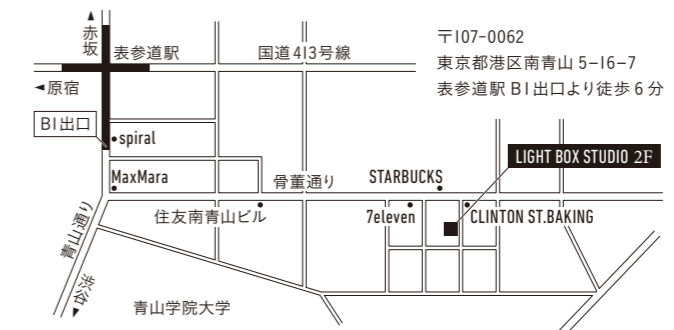 赤坂
表参道駅
国道413号線
〒107-0062
東京都港区南青山 5-16-7
表参道駅 B1出口より徒歩 6 分
原宿
B1出口
spiral
LIGHT BOX STUDIO 2F
MaxMara
骨董通り
STARBUCKS
住友南青山ビル
7eleven
CLINTON ST.BAKING
青山通り
渋谷
青山学院大学